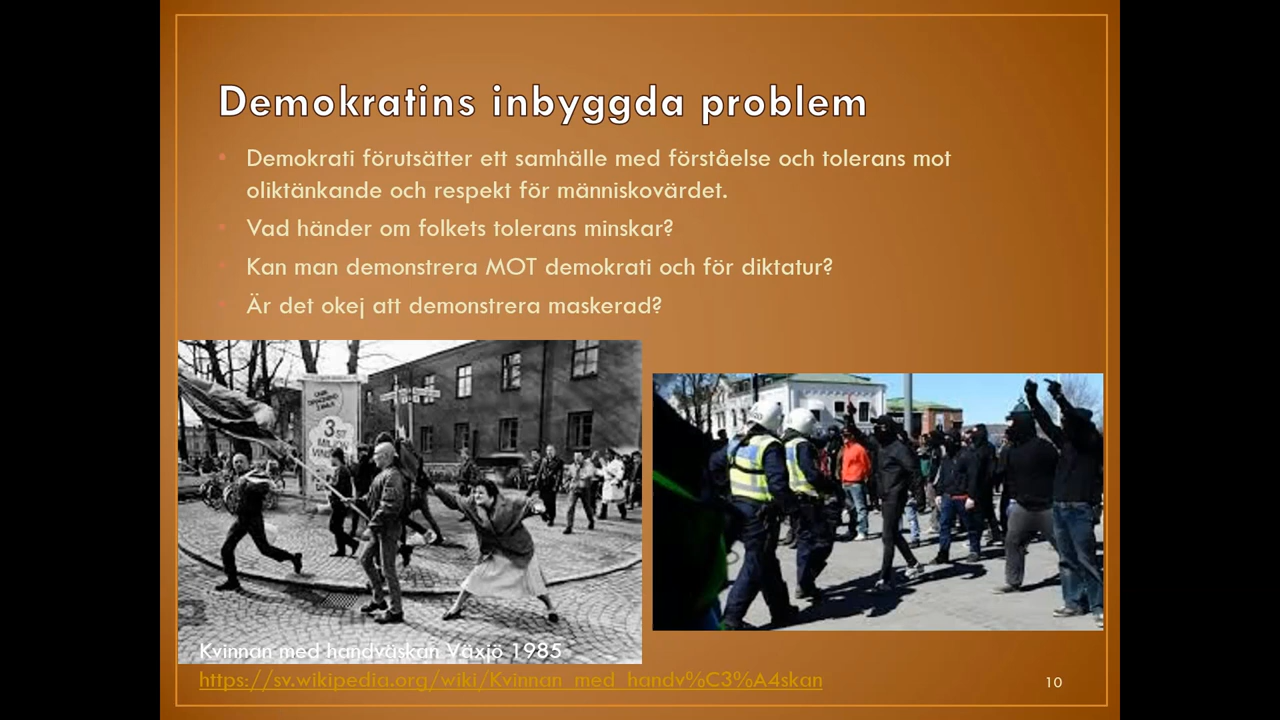 Demokratins inbyggda problem
• Demokrati förutsätter ett samhälle med förståelse och tolerans mot
oliktänkande och respekt för människovärdet.
• Vad händer om folkets tolerans minskar?
• Kan man demonstrera MOT demokrati och för diktatur?
• Är det okej att demonstrera maskerad?
3 ST
Kvinnan med handväskan Växjö 1985
https://sv.wikipedia.org/wiki/Kvinnan_med_handv%C3%A4skan
10